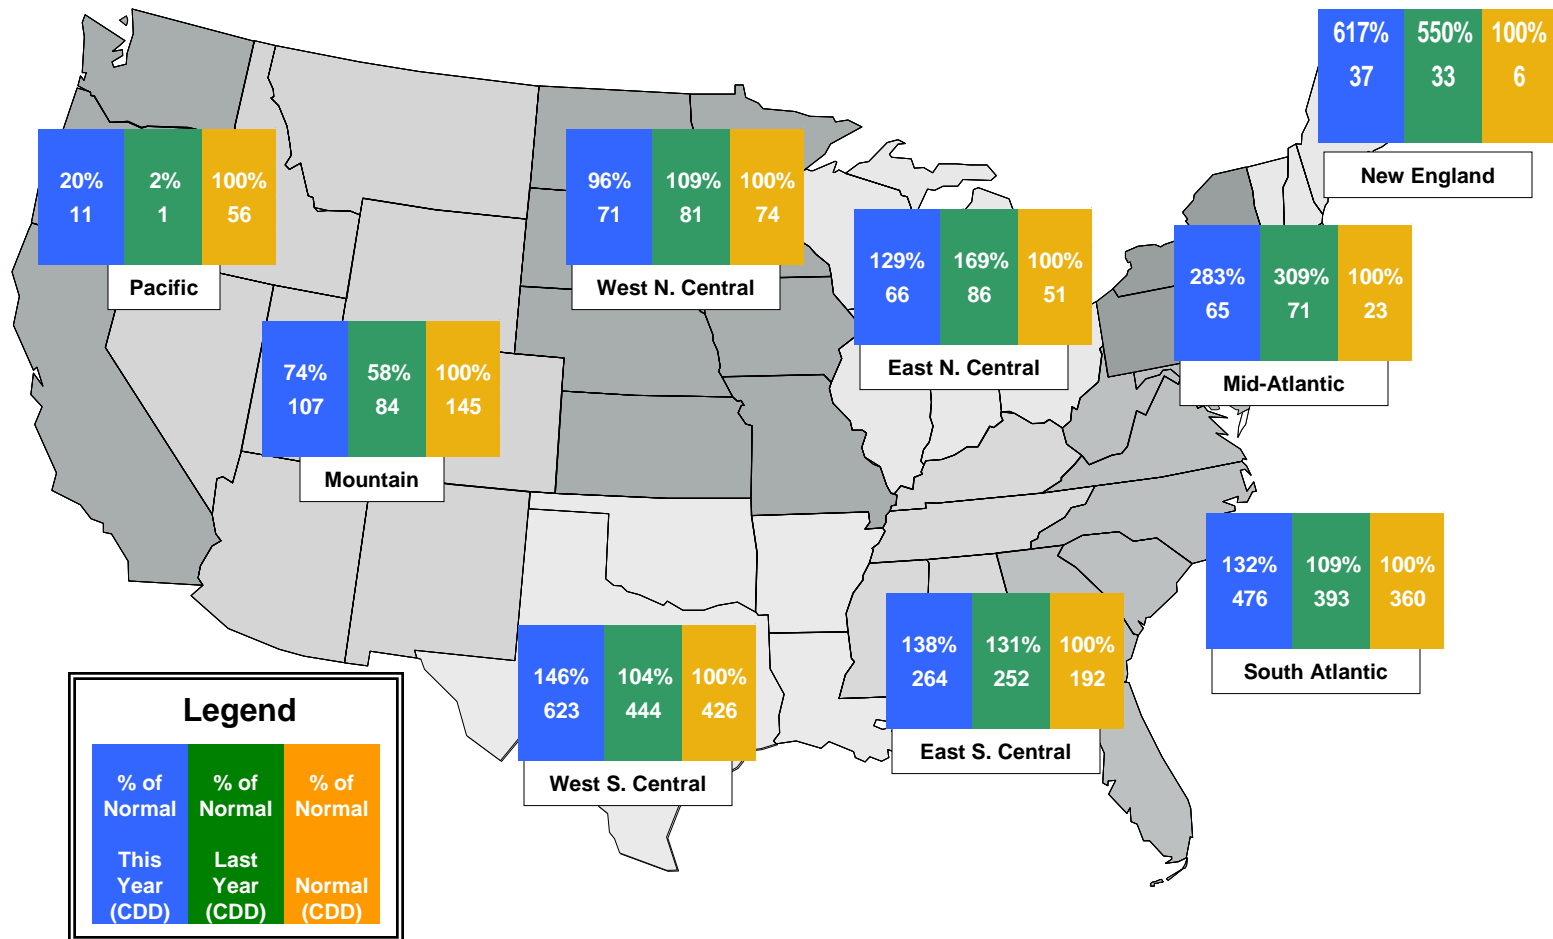 617% 550% 100%
37 33 6
New England
20% 2% 100%
11 1 56
Pacific
96% 109% 100%
71 81 74
West N. Central
129% 169% 100%
66 86 51
East N. Central
283% 309% 100%
65 71 23
Mid-Atlantic
74% 58% 100%
107 84 145
Mountain
132% 109% 100%
476 393 360
South Atlantic
146% 104% 100%
623 444 426
West S. Central
138% 131% 100%
264 252 192
East S. Central
Legend
% of % of % of
Normal Normal Normal
This Last
Year Year Normal
(CDD) (CDD) (CDD)